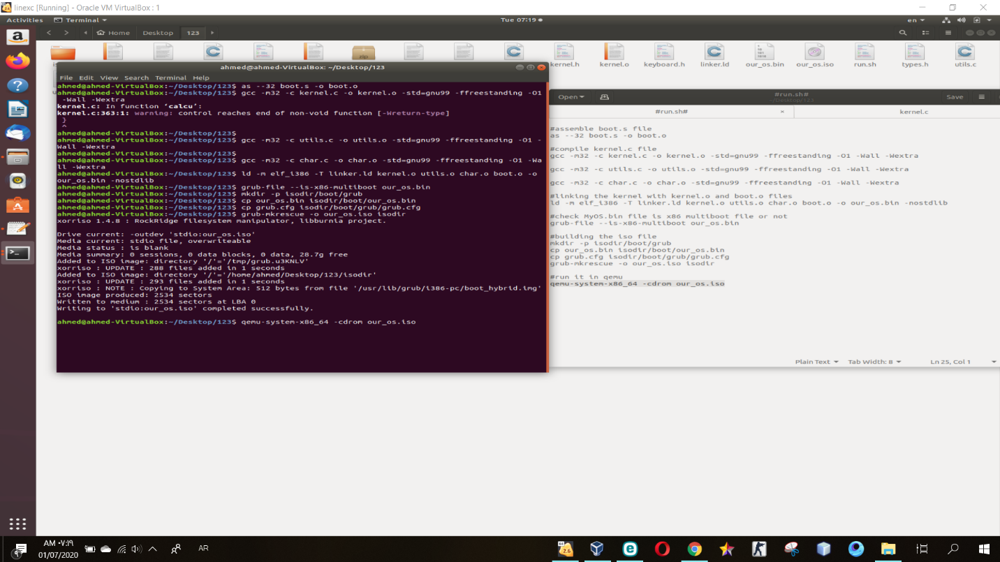 linexc [Running] - Oracle VM VirtualBox : 1
Activities Terminal Tue 07:19 en
Home Desktop 123
zip
kernel.h kernel.o keyboard.h linker.ld our_os.bin our_os.iso run.sh types.h utils.c
ahmed@ahmed-VirtualBox: ~/Desktop/123
File Edit View Search Terminal Help
ahmed@ahmed-VirtualBox:~/Desktop/123$ as --32 boot.s -o boot.o
ahmed@ahmed-VirtualBox:~/Desktop/123$ gcc -m32 -c kernel.c -o kernel.o -std=gnu99 -ffreestanding -O1
-Wall -Wextra
kernel.c: In function ‘calcu’:
kernel.c:363:1: warning: control reaches end of non-void function [-Wreturn-type]
}
^
ahmed@ahmed-VirtualBox:~/Desktop/123$
ahmed@ahmed-VirtualBox:~/Desktop/123$ gcc -m32 -c utils.c -o utils.o -std=gnu99 -ffreestanding -O1 -
Wall -Wextra
ahmed@ahmed-VirtualBox:~/Desktop/123$
ahmed@ahmed-VirtualBox:~/Desktop/123$ gcc -m32 -c char.c -o char.o -std=gnu99 -ffreestanding -O1 -Wa
ll -Wextra
ahmed@ahmed-VirtualBox:~/Desktop/123$ ld -m elf_i386 -T linker.ld kernel.o utils.o char.o boot.o -o
our_os.bin -nostdlib
ahmed@ahmed-VirtualBox:~/Desktop/123$ grub-file --is-x86-multiboot our_os.bin
ahmed@ahmed-VirtualBox:~/Desktop/123$ mkdir -p isodir/boot/grub
ahmed@ahmed-VirtualBox:~/Desktop/123$ cp our_os.bin isodir/boot/our_os.bin
ahmed@ahmed-VirtualBox:~/Desktop/123$ cp grub.cfg isodir/boot/grub/grub.cfg
ahmed@ahmed-VirtualBox:~/Desktop/123$ grub-mkrescue -o our_os.iso isodir
xorriso 1.4.8 : RockRidge filesystem manipulator, libburnia project.
Drive current: -outdev 'stdio:our_os.iso'
Media current: stdio file, overwriteable
Media status : is blank
Media summary: 0 sessions, 0 data blocks, 0 data, 28.7g free
Added to ISO image: directory '/'='/tmp/grub.u3KNLV'
xorriso : UPDATE : 288 files added in 1 seconds
Added to ISO image: directory '/'='/home/ahmed/Desktop/123/isodir'
xorriso : UPDATE : 293 files added in 1 seconds
xorriso : NOTE : Copying to System Area: 512 bytes from file '/usr/lib/grub/i386-pc/boot_hybrid.img'
ISO image produced: 2534 sectors
Written to medium : 2534 sectors at LBA 0
Writing to 'stdio:our_os.iso' completed successfully.
ahmed@ahmed-VirtualBox:~/Desktop/123$ qemu-system-x86_64 -cdrom our_os.iso
Open #run.sh# Save
~/Desktop/123
#run.sh# × kernel.c
#assemble boot.s file
as --32 boot.s -o boot.o
#compile kernel.c file
gcc -m32 -c kernel.c -o kernel.o -std=gnu99 -ffreestanding -O1 -Wall -Wextra
gcc -m32 -c utils.c -o utils.o -std=gnu99 -ffreestanding -O1 -Wall -Wextra
gcc -m32 -c char.c -o char.o -std=gnu99 -ffreestanding -O1 -Wall -Wextra
#linking the kernel with kernel.o and boot.o files
ld -m elf_i386 -T linker.ld kernel.o utils.o char.o boot.o -o our_os.bin -nostdlib
#check MyOS.bin file is x86 multiboot file or not
grub-file --is-x86-multiboot our_os.bin
#building the iso file
mkdir -p isodir/boot/grub
cp our_os.bin isodir/boot/our_os.bin
cp grub.cfg isodir/boot/grub/grub.cfg
grub-mkrescue -o our_os.iso isodir
#run it in qemu
qemu-system-x86_64 -cdrom our_os.iso
Plain Text Tab Width: 8 Ln 25, Col 1
AM ٠٧:١٩
01/07/2020
AR